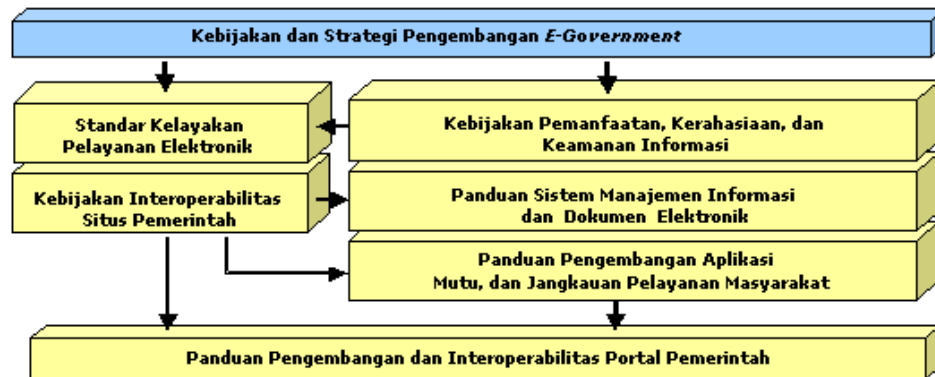 Kebijakan dan Strategi Pengembangan E-Government
Standar Kelayakan
Pelayanan Elektronik
Kebijakan Pemanfaatan, Kerahasiaan, dan
Keamanan Informasi
Kebijakan Interoperabilitas
Situs Pemerintah
Panduan Sistem Manajemen Informasi
dan Dokumen Elektronik
Panduan Pengembangan Aplikasi
Mutu, dan Jangkauan Pelayanan Masyarakat
Panduan Pengembangan dan Interoperabilitas Portal Pemerintah